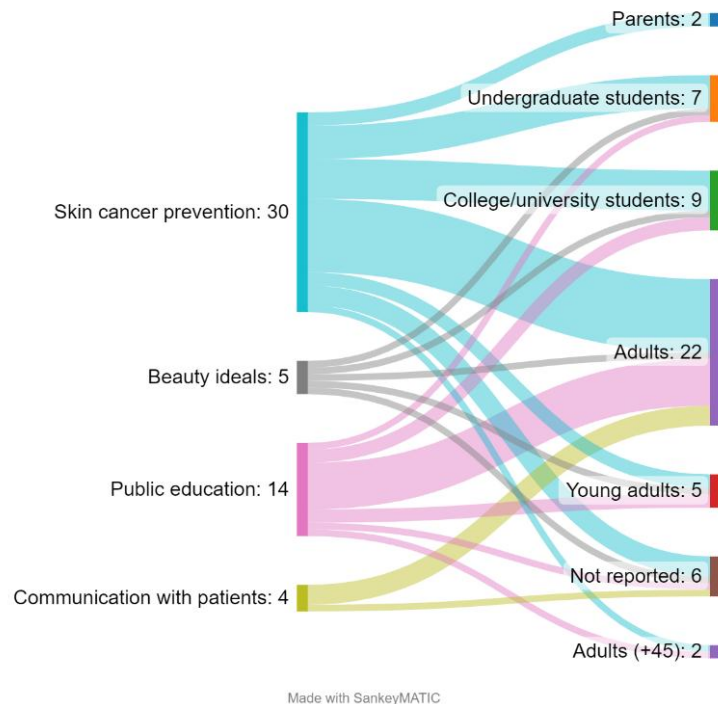 Parents: 2
Undergraduate students: 7
College/university students: 9
Skin cancer prevention: 30
Adults: 22
Beauty ideals: 5
Public education: 14
Young adults: 5
Not reported: 6
Communication with patients: 4
Adults (+45): 2
Made with SankeyMATIC